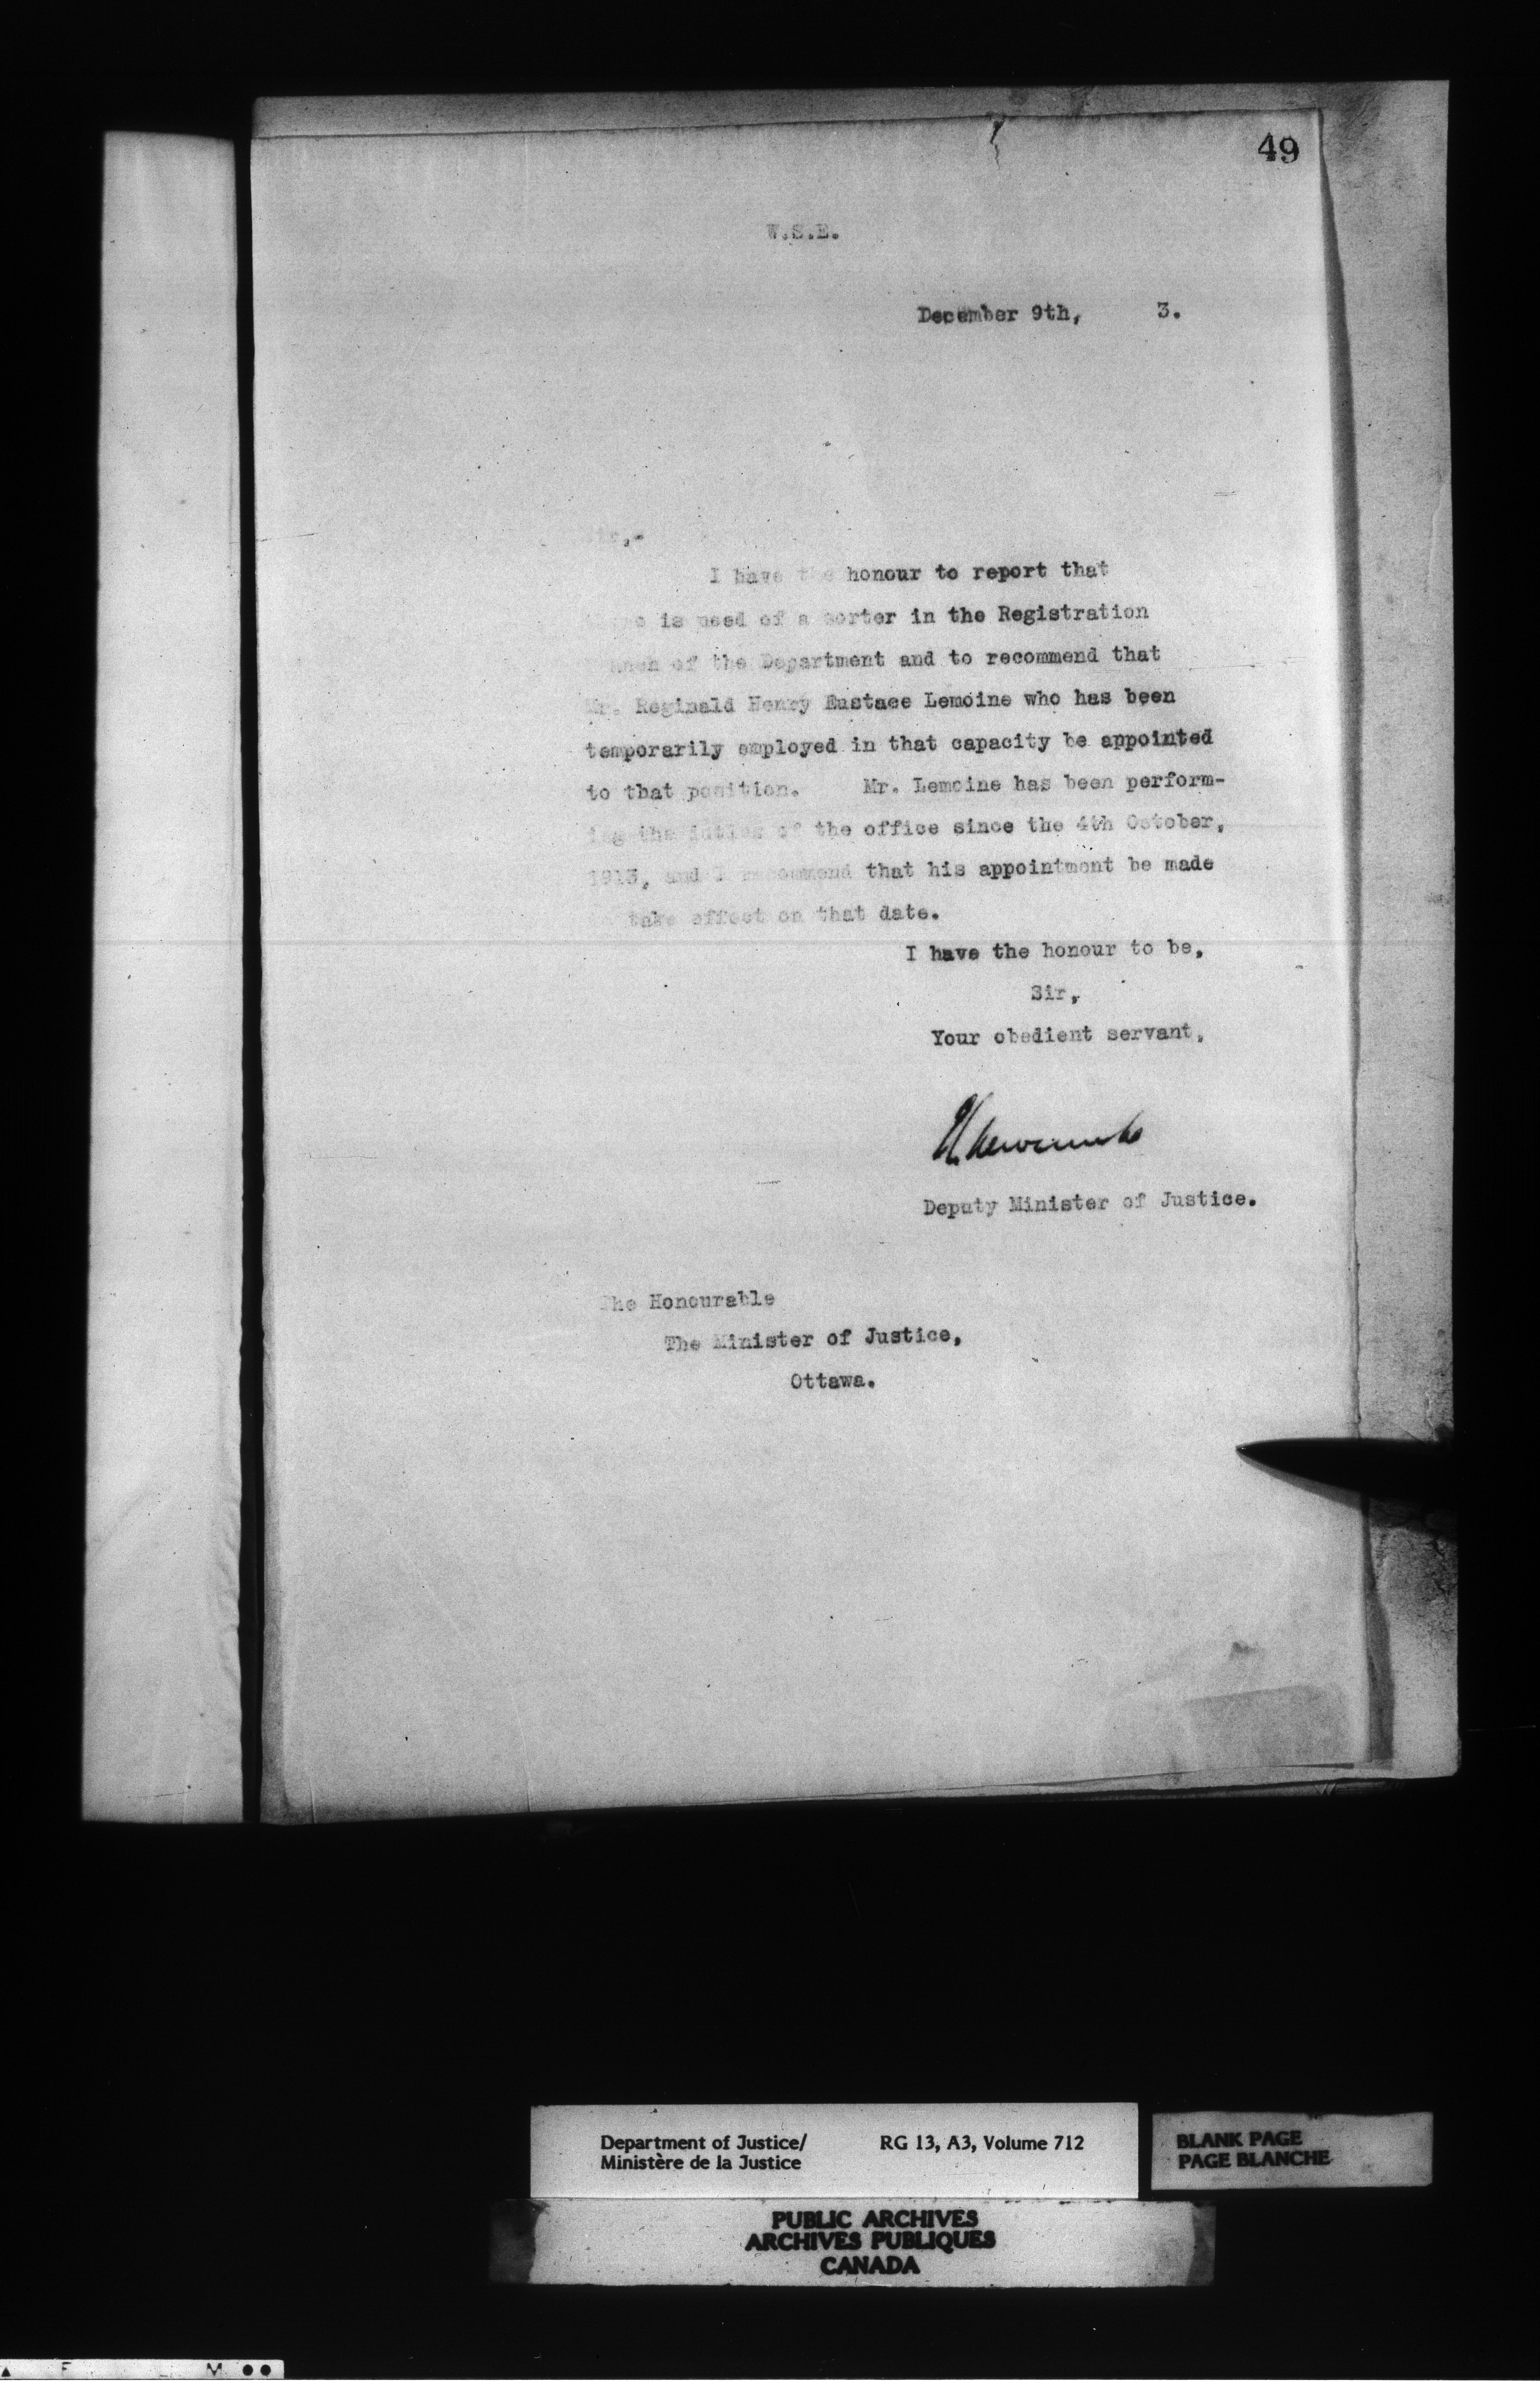 49
W.S.E.
December 9th, 3.
Sir,-
I have the honour to report that
is need of a sorter in the Registration
of the Department and to recommend that
Mr. Reginald Henry Eustace Lemoine who has been
temporarily employed in that capacity be appointed
to that position. Mr. Lemoine has been perform-
ing the duties of the office since the 4th October,
1913, and I recommend that his appointment be made
take effect on that date.
I have the honour to be,
Sir,
Your obedient servant,
Deputy Minister of Justice.
The Honourable
The Minister of Justice,
Ottawa.
Department of Justice/ RG 13, A3, Volume 712
Ministère de la Justice
BLANK PAGE
PAGE BLANCHE
PUBLIC ARCHIVES
ARCHIVES PUBLIQUES
CANADA